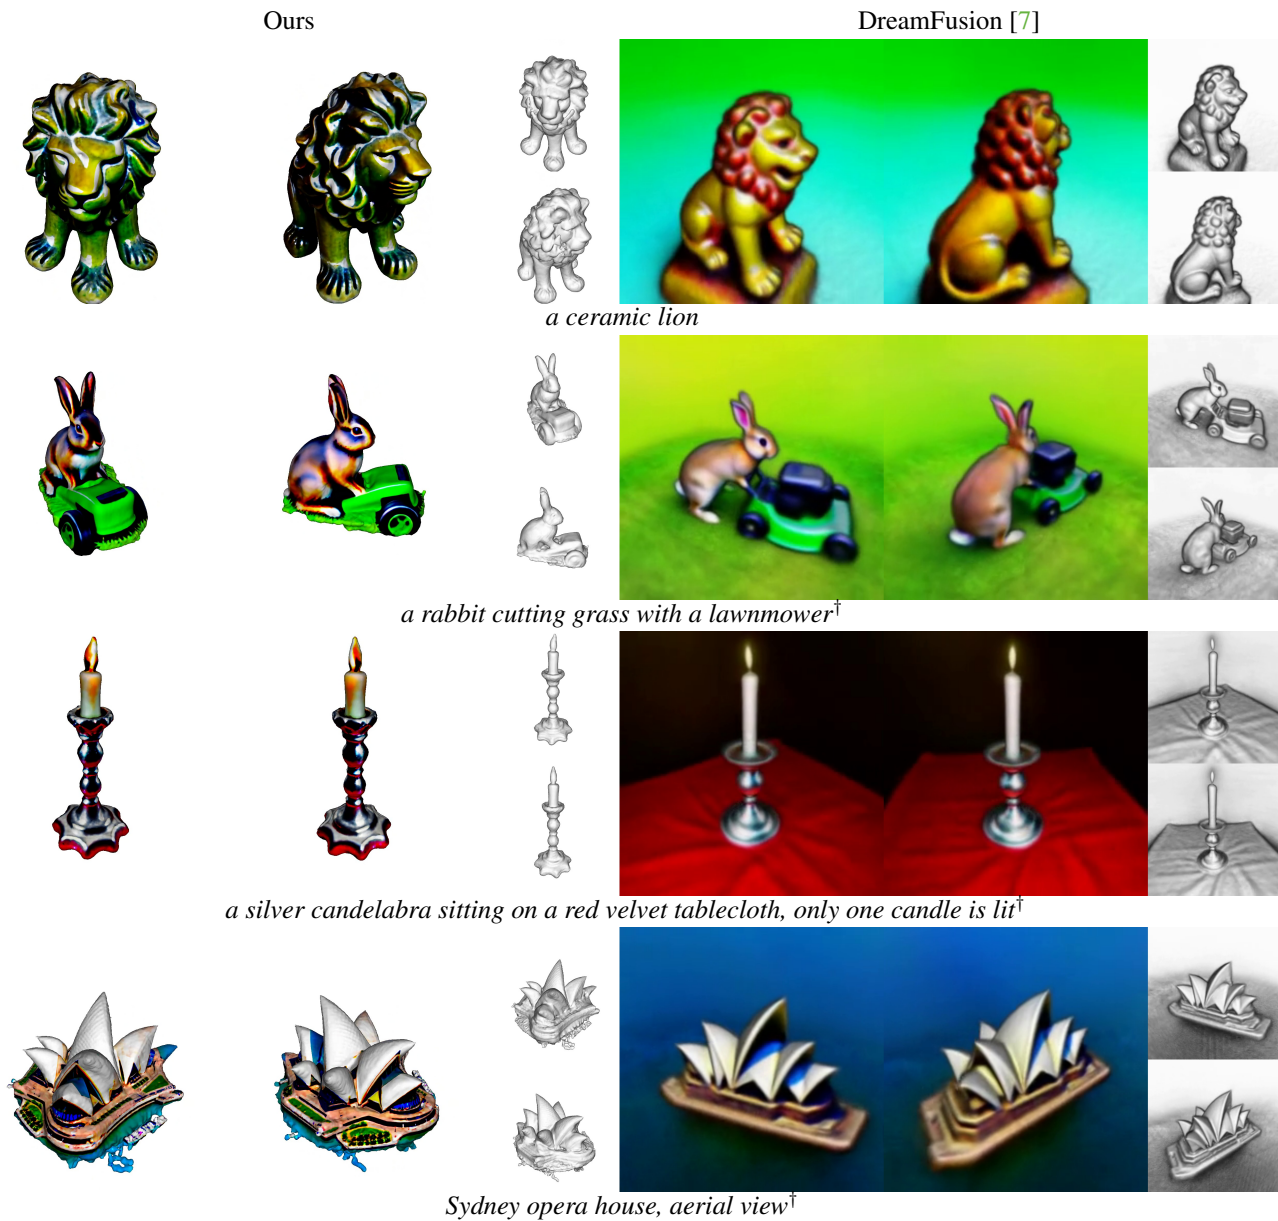 Ours
DreamFusion [7]
a ceramic lion
a rabbit cutting grass with a lawnmower†
a silver candelabra sitting on a red velvet tablecloth, only one candle is lit†
Sydney opera house, aerial view†